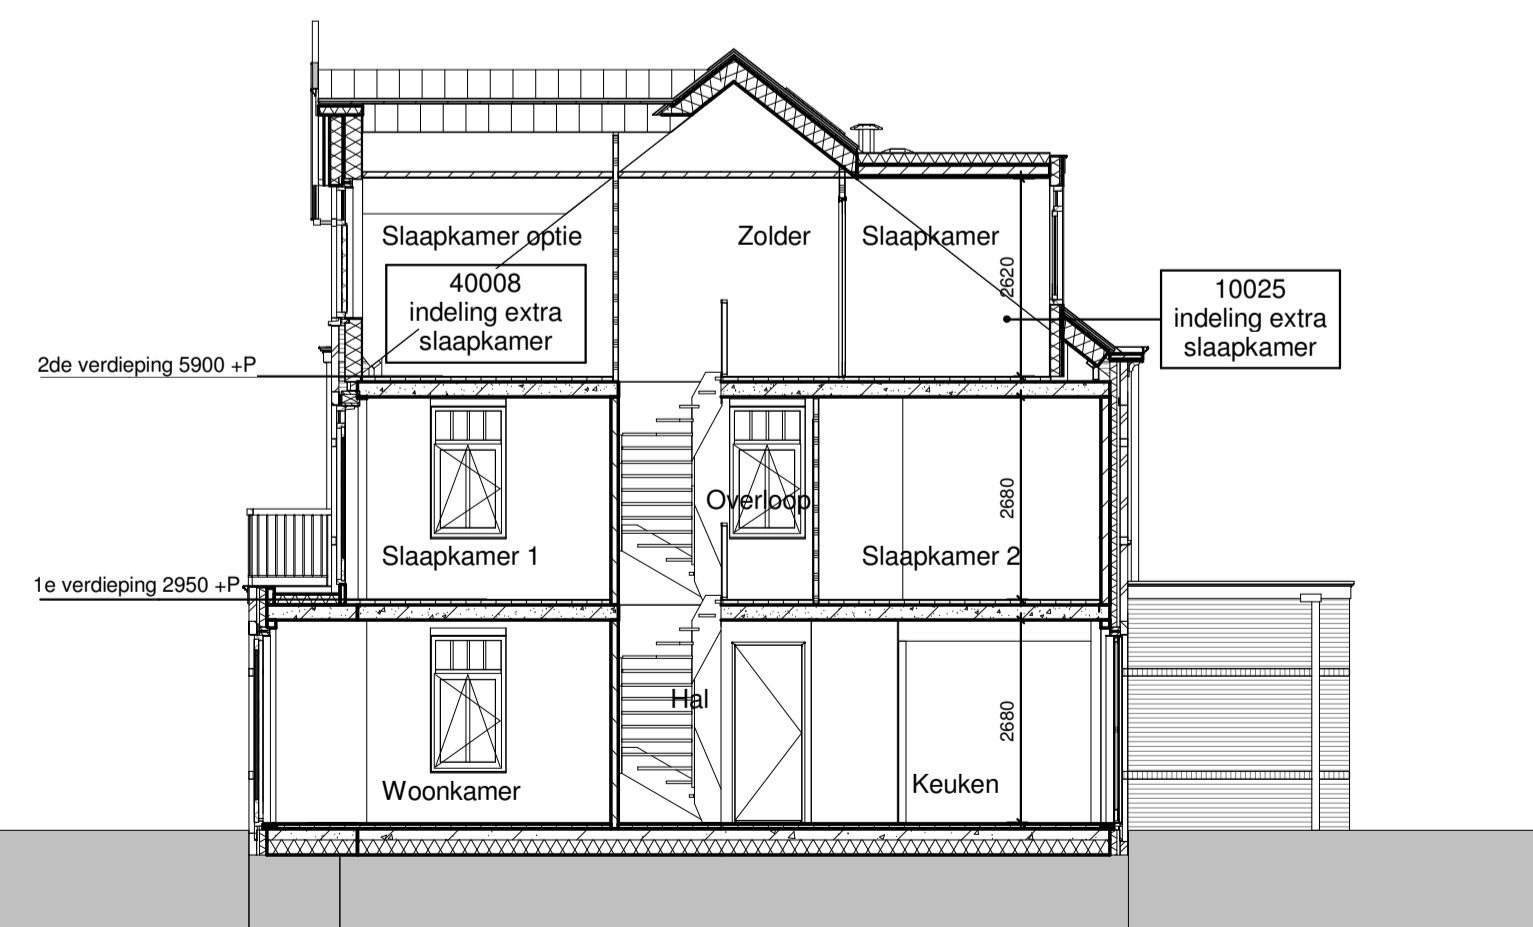 Slaapkamer optie
Zolder
Slaapkamer
40008
indeling extra
slaapkamer
2620
10025
indeling extra
slaapkamer
2de verdieping 5900 +P
Overloop
2680
Slaapkamer 1
Slaapkamer 2
1e verdieping 2950 +P
Hal
2680
Woonkamer
Keuken